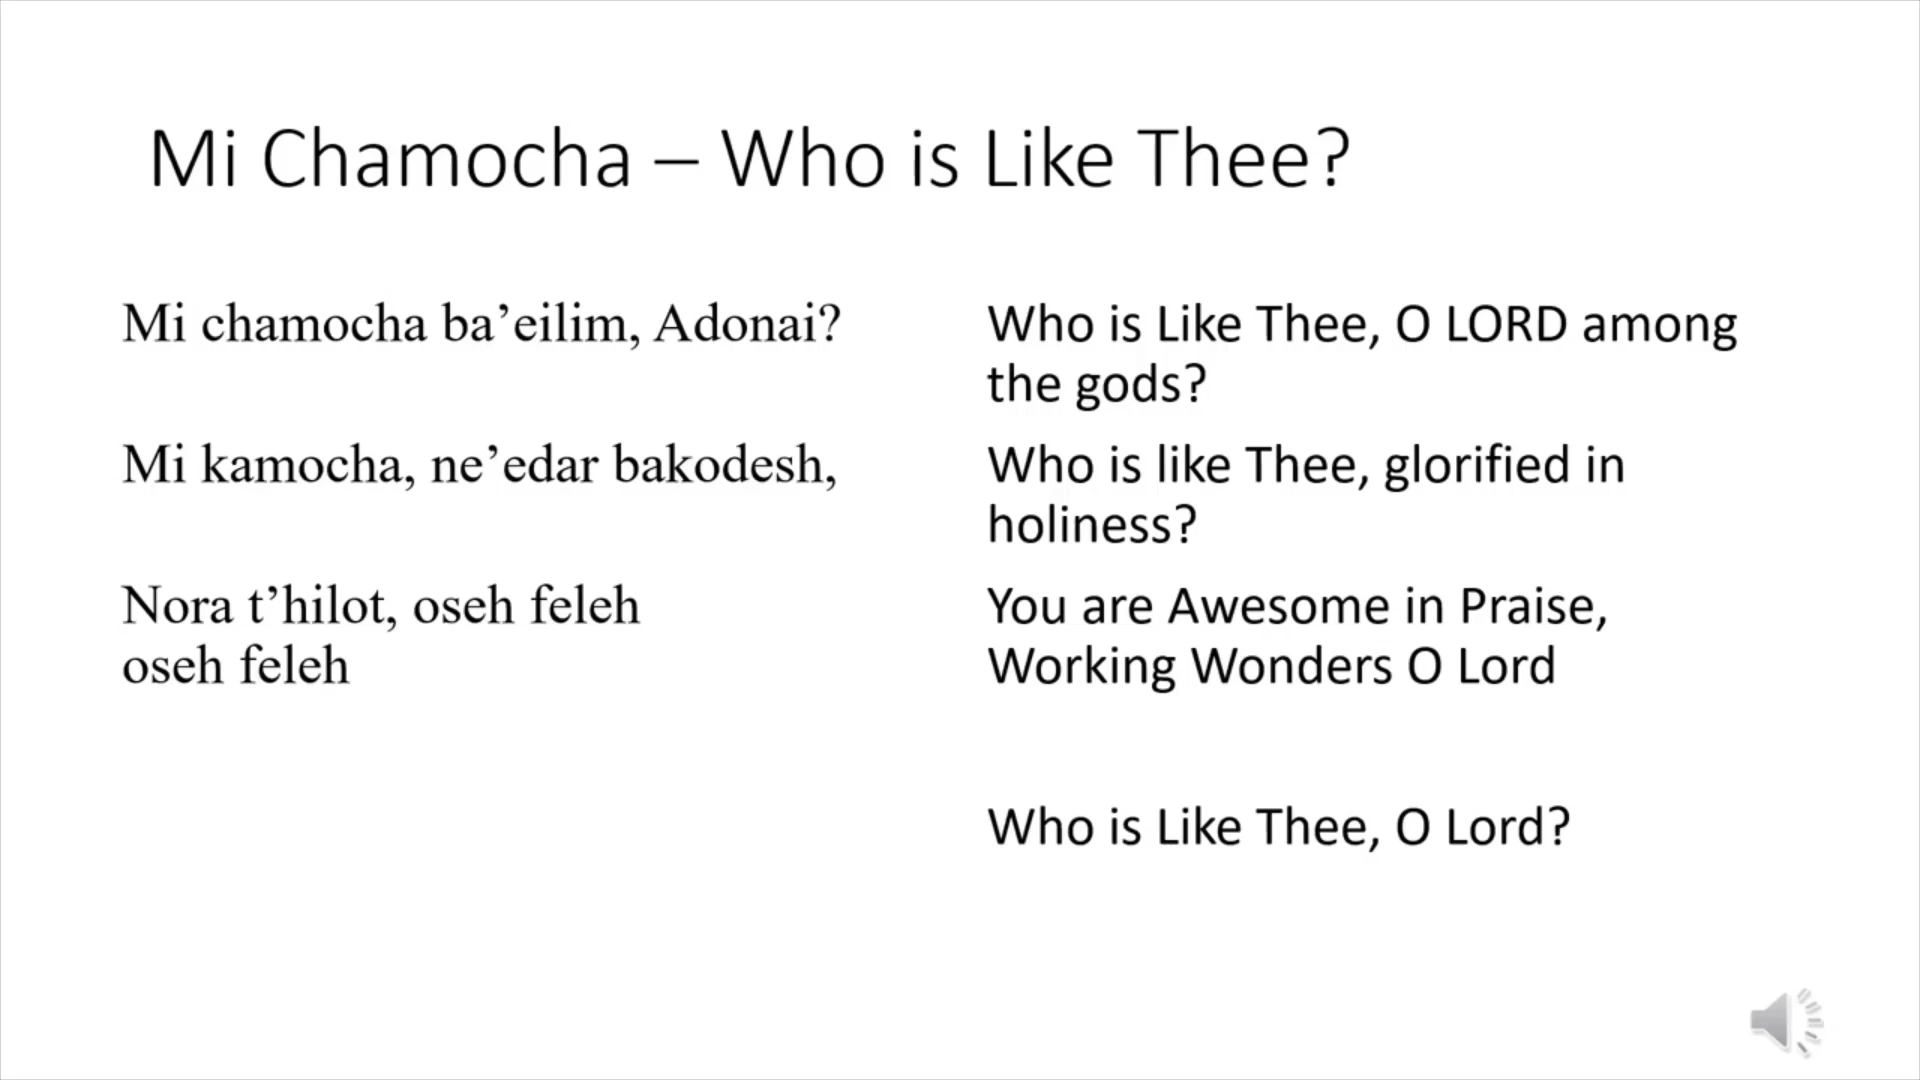 Mi Chamocha – Who is Like Thee?
Mi chamocha ba’eilim, Adonai?
Mi kamocha, ne’edar bakodesh,
Nora t’hilot, oseh feleh
oseh feleh
Who is Like Thee, O LORD among
the gods?
Who is like Thee, glorified in
holiness?
You are Awesome in Praise,
Working Wonders O Lord
Who is Like Thee, O Lord?